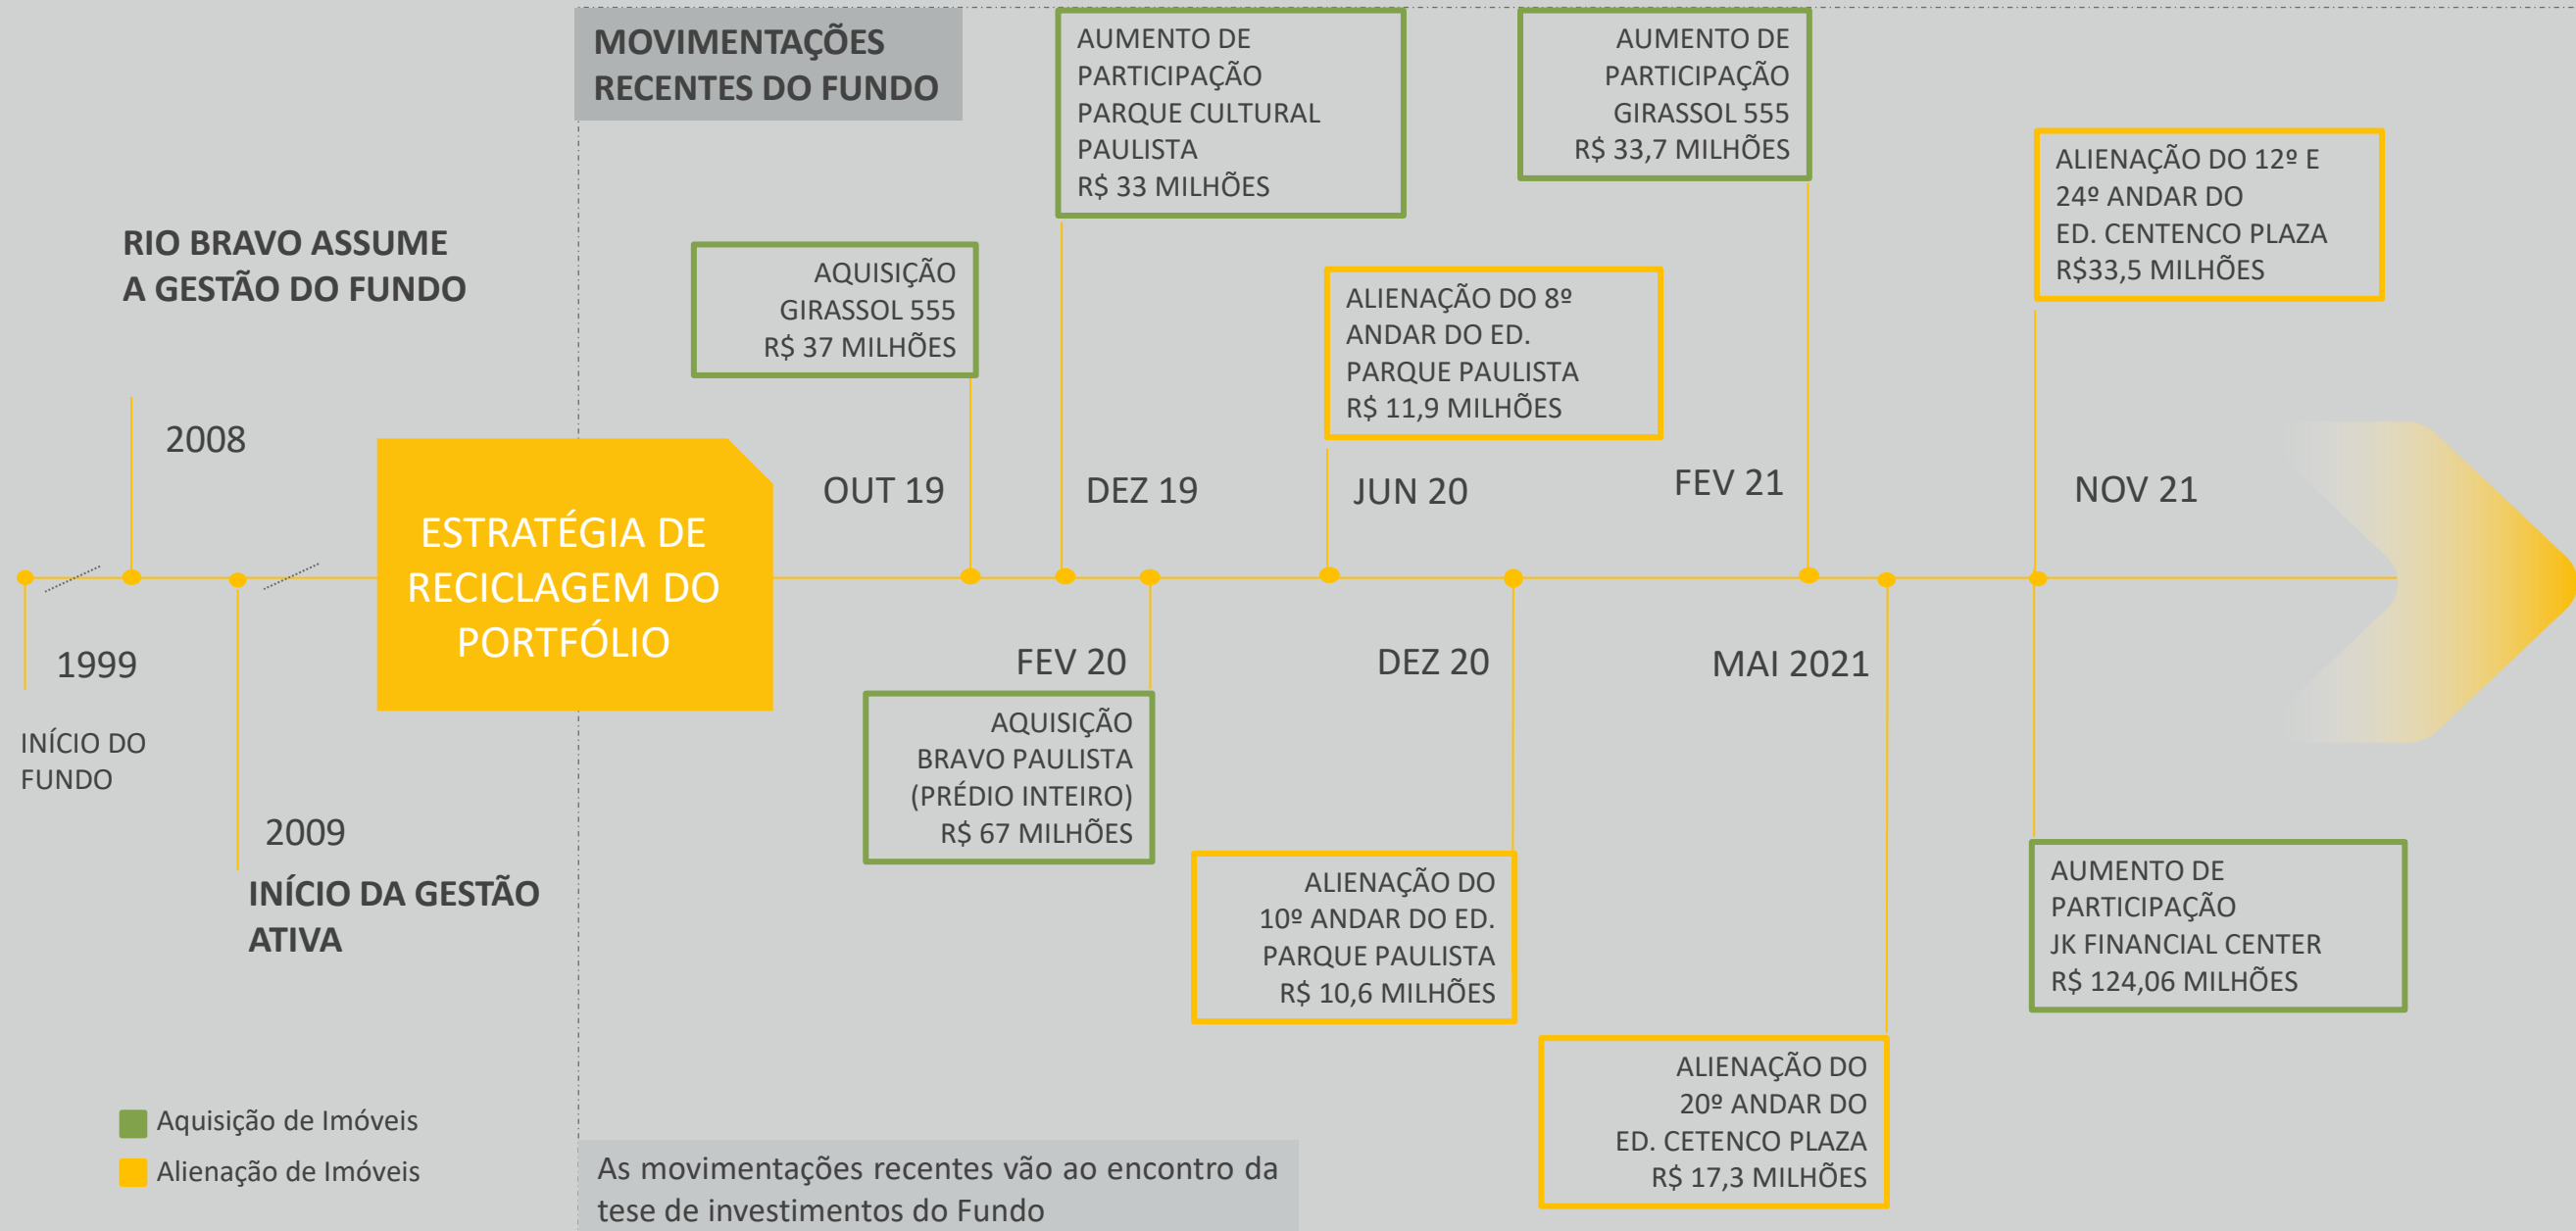 MOVIMENTAÇÕES
RECENTES DO FUNDO
RIO BRAVO ASSUME
A GESTÃO DO FUNDO
2008
1999
INÍCIO DO
FUNDO
2009
INÍCIO DA GESTÃO
ATIVA
ESTRATÉGIA DE
RECICLAGEM DO
PORTFÓLIO
AQUISIÇÃO
GIRASSOL 555
R$ 37 MILHÕES
OUT 19
AUMENTO DE
PARTICIPAÇÃO
PARQUE CULTURAL
PAULISTA
R$ 33 MILHÕES
DEZ 19
FEV 20
AQUISIÇÃO
BRAVO PAULISTA
(PRÉDIO INTEIRO)
R$ 67 MILHÕES
ALIENAÇÃO DO 8º
ANDAR DO ED.
PARQUE PAULISTA
R$ 11,9 MILHÕES
JUN 20
DEZ 20
ALIENAÇÃO DO
10º ANDAR DO ED.
PARQUE PAULISTA
R$ 10,6 MILHÕES
AUMENTO DE
PARTICIPAÇÃO
GIRASSOL 555
R$ 33,7 MILHÕES
FEV 21
MAI 2021
ALIENAÇÃO DO
20º ANDAR DO
ED. CETENCO PLAZA
R$ 17,3 MILHÕES
ALIENAÇÃO DO 12º E
24º ANDAR DO
ED. CENTENCO PLAZA
R$33,5 MILHÕES
NOV 21
AUMENTO DE
PARTICIPAÇÃO
JK FINANCIAL CENTER
R$ 124,06 MILHÕES
Aquisição de Imóveis
Alienação de Imóveis
As movimentações recentes vão ao encontro da
tese de investimentos do Fundo